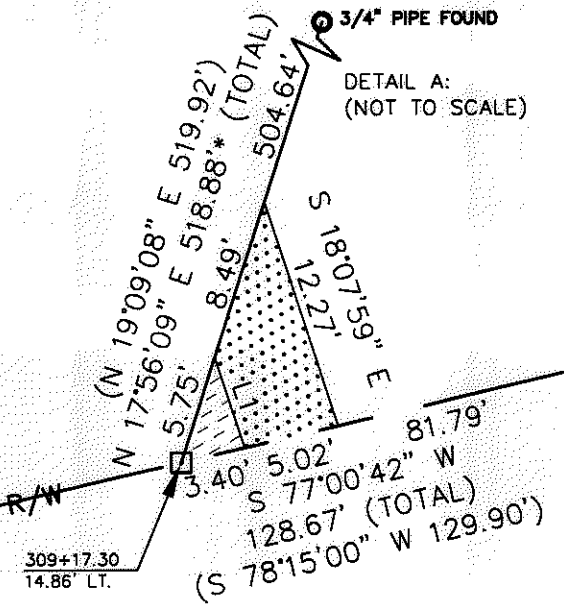 3/4" PIPE FOUND
DETAIL A:
(NOT TO SCALE)
(N 19°09'08" E 519.92')
N 17°56'09" E 518.88'* (TOTAL)
504.64'
8.49'
5.75'
S 18°07'59" E
12.27'
L1
3.40' 5.02' 81.79'
S 77°00'42" W
128.67' (TOTAL)
(S 78°15'00" W 129.90')
R/W
309+17.30
14.86' LT.